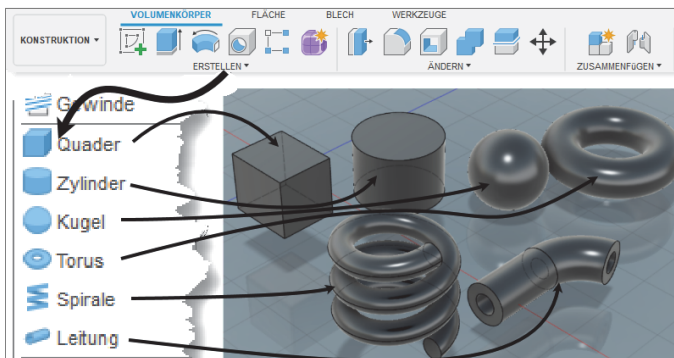 VOLUMENKÖRPER FLÄCHE BLECH WERKZEUGE
KONSTRUKTION
ERSTELLEN ÄNDERN ZUSAMMENFüGEN
Gewinde
Quader
Zylinder
Kugel
Torus
Spirale
Leitung